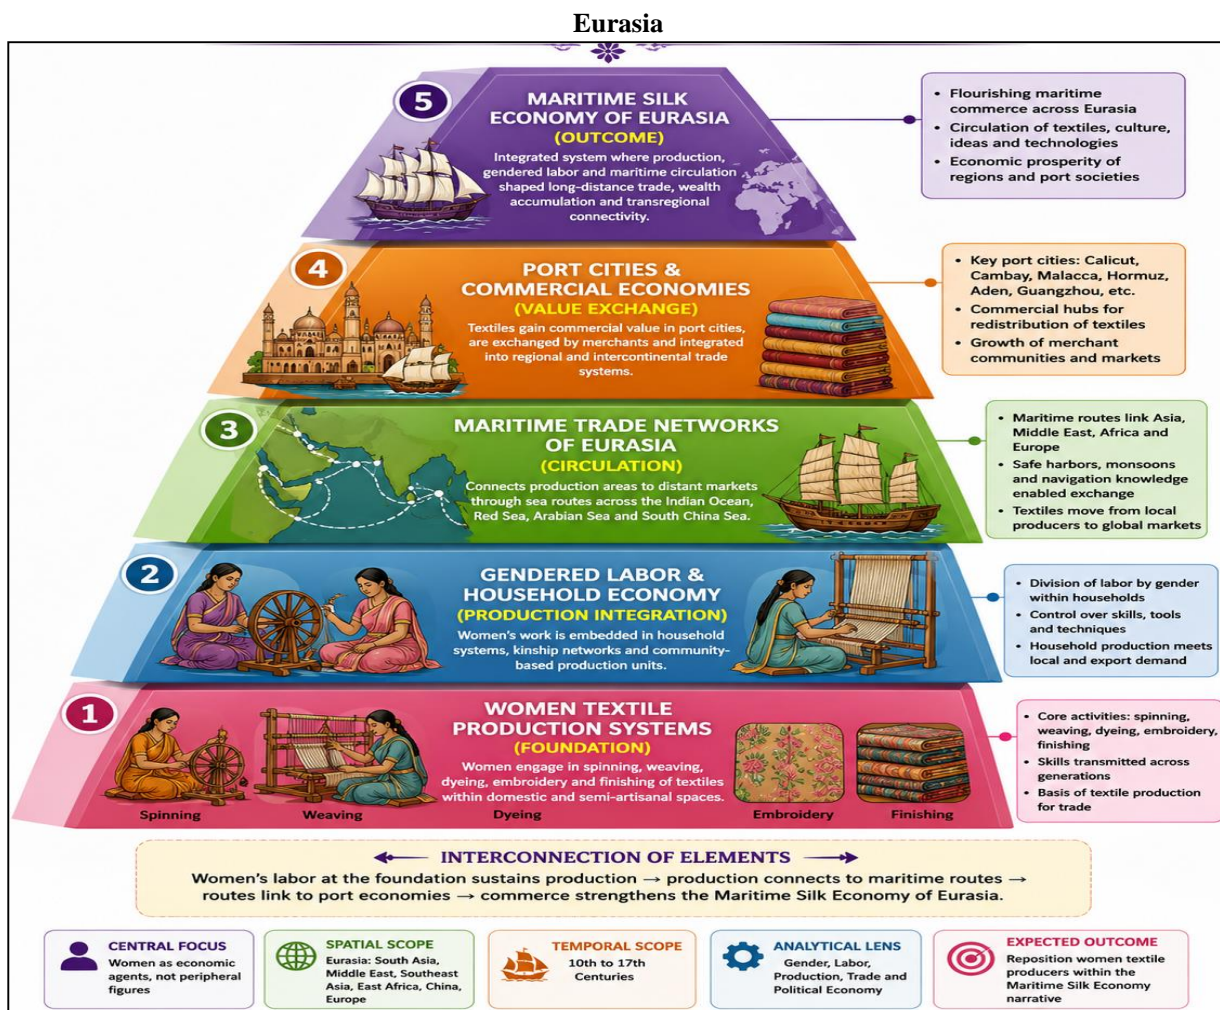 Eurasia
5
MARITIME SILK
ECONOMY OF EURASIA
(OUTCOME)
Integrated system where production,
gendered labor and maritime circulation
shaped long-distance trade, wealth
accumulation and transregional
connectivity.
• Flourishing maritime
commerce across Eurasia
• Circulation of textiles, culture,
ideas and technologies
• Economic prosperity of
regions and port societies
4
PORT CITIES &
COMMERCIAL ECONOMIES
(VALUE EXCHANGE)
Textiles gain commercial value in port cities,
are exchanged by merchants and integrated
into regional and intercontinental trade
systems.
• Key port cities: Calicut,
Cambay, Malacca, Hormuz,
Aden, Guangzhou, etc.
• Commercial hubs for
redistribution of textiles
• Growth of merchant
communities and markets
3
MARITIME TRADE NETWORKS
OF EURASIA
(CIRCULATION)
Connects production areas to distant markets
through sea routes across the Indian Ocean,
Red Sea, Arabian Sea and South China Sea.
• Maritime routes link Asia,
Middle East, Africa and
Europe
• Safe harbors, monsoons
and navigation knowledge
enabled exchange
• Textiles move from local
producers to global markets
2
GENDERED LABOR &
HOUSEHOLD ECONOMY
(PRODUCTION INTEGRATION)
Women's work is embedded in household
systems, kinship networks and community-
based production units.
• Division of labor by gender
within households
• Control over skills, tools
and techniques
• Household production meets
local and export demand
1
WOMEN TEXTILE
PRODUCTION SYSTEMS
(FOUNDATION)
Women engage in spinning, weaving,
dyeing, embroidery and finishing of textiles
within domestic and semi-artisanal spaces.
Spinning Weaving Dyeing Embroidery Finishing
• Core activities: spinning,
weaving, dyeing, embroidery,
finishing
• Skills transmitted across
generations
• Basis of textile production
for trade
INTERCONNECTION OF ELEMENTS
Women's labor at the foundation sustains production → production connects to maritime routes →
routes link to port economies → commerce strengthens the Maritime Silk Economy of Eurasia.
CENTRAL FOCUS
Women as economic
agents, not peripheral
figures
SPATIAL SCOPE
Eurasia: South Asia,
Middle East, Southeast
Asia, East Africa, China,
Europe
TEMPORAL SCOPE
10th to 17th
Centuries
ANALYTICAL LENS
Gender, Labor,
Production, Trade and
Political Economy
EXPECTED OUTCOME
Reposition women textile
producers within the
Maritime Silk Economy
narrative